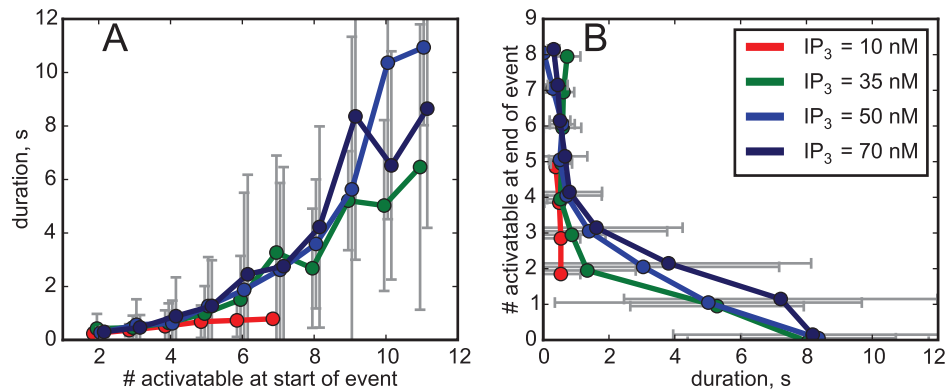 A
12
10
8
6
4
2
0
duration, s
2 4 6 8 10 12
# activatable at start of event
B
9
8
7
6
5
4
3
2
1
0
# activatable at end of event
0 2 4 6 8 10 12
duration, s
IP3 = 10 nM
IP3 = 35 nM
IP3 = 50 nM
IP3 = 70 nM